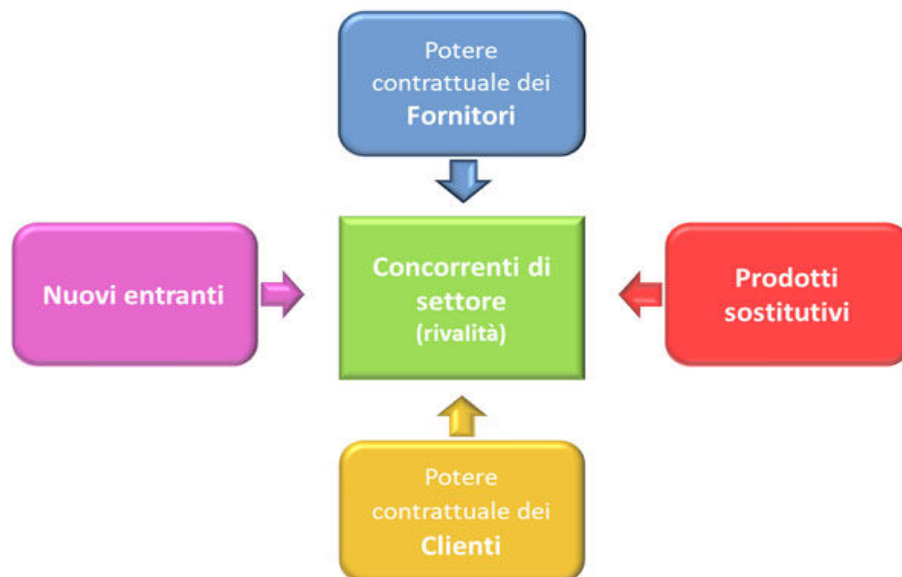 Potere
contrattuale dei
Fornitori
Nuovi entranti
Concorrenti di
settore
(rivalità)
Prodotti
sostitutivi
Potere
contrattuale dei
Clienti